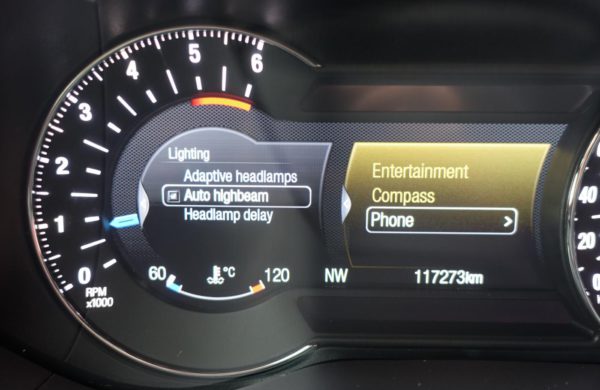 6
5
4
3
2
1
0
RPM
x1000
Lighting
Adaptive headlamps
Auto highbeam
Headlamp delay
60 °C 120
Entertainment
Compass
Phone >
NW 117273km
40
20
0